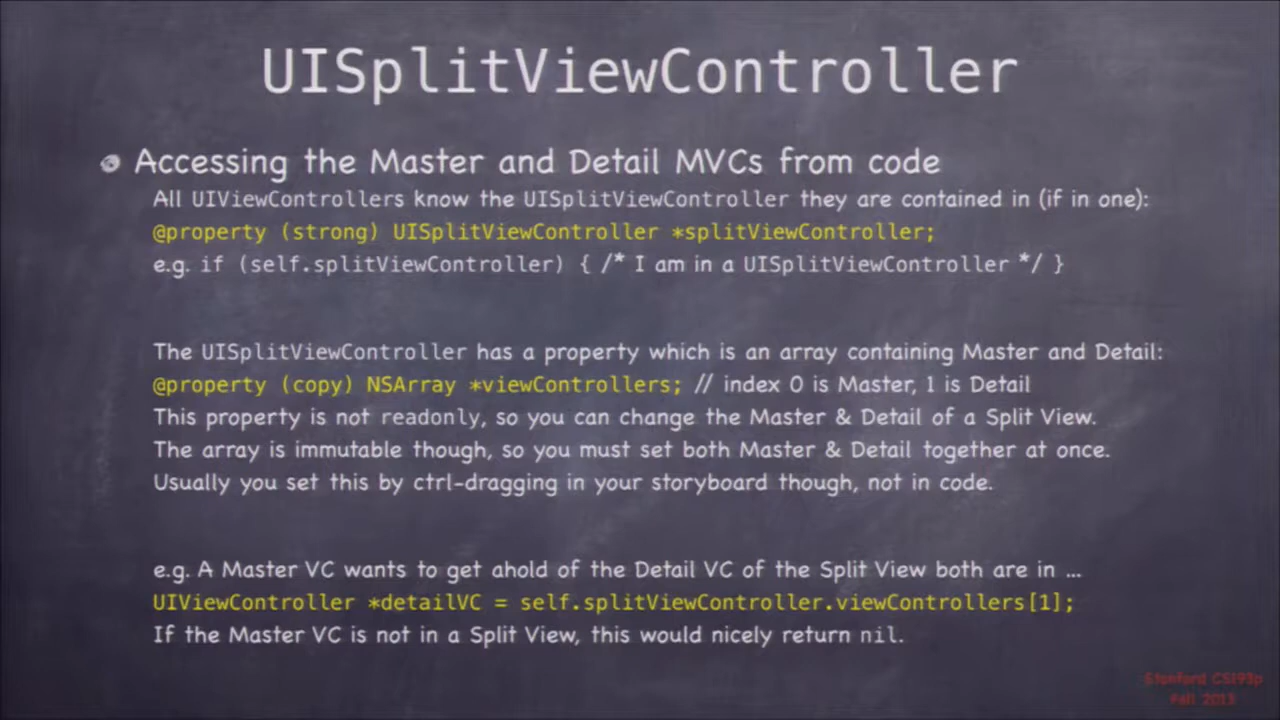 UISplitViewController
Accessing the Master and Detail MVCs from code
All UIViewControllers know the UISplitViewController they are contained in (if in one):
@property (strong) UISplitViewController *splitViewController;
e.g. if (self.splitViewController) { /* I am in a UISplitViewController */ }
The UISplitViewController has a property which is an array containing Master and Detail:
@property (copy) NSArray *viewControllers; // index 0 is Master, 1 is Detail
This property is not readonly, so you can change the Master & Detail of a Split View.
The array is immutable though, so you must set both Master & Detail together at once.
Usually you set this by ctrl-dragging in your storyboard though, not in code.
e.g. A Master VC wants to get ahold of the Detail VC of the Split View both are in ...
UIViewController *detailVC = self.splitViewController.viewControllers[1];
If the Master VC is not in a Split View, this would nicely return nil.
Stanford CS193p
Fall 2013